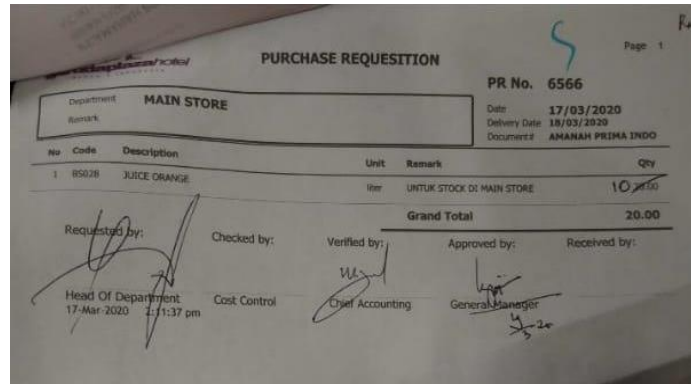 plazahotel
PURCHASE REQUESITION
Page 1
PR No. 6566
Department MAIN STORE
Remark
Date 17/03/2020
Delivery Date 18/03/2020
Document# AMANAH PRIMA INDO
No Code Description Unit Remark Qty
1 BS028 JUICE ORANGE liter UNTUK STOCK DI MAIN STORE 10
Grand Total 20.00
Requested by: Checked by: Verified by: Approved by: Received by:
Head Of Department Cost Control Chief Accounting General Manager
17-Mar-2020 2:11:37 pm